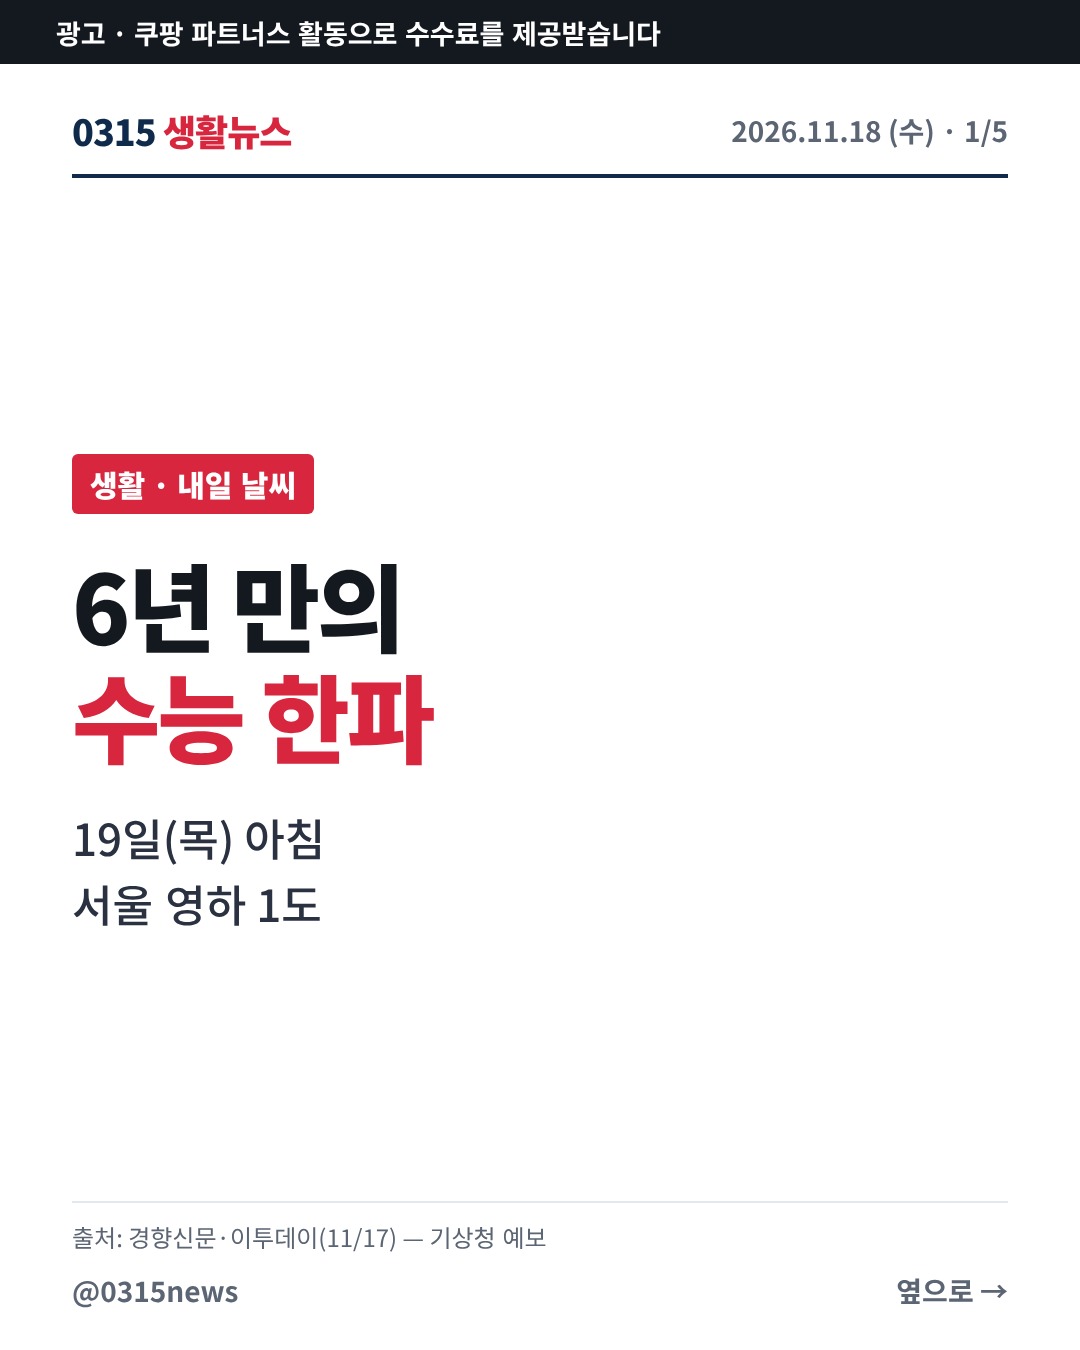 광고 · 쿠팡 파트너스 활동으로 수수료를 제공받습니다
0315 생활뉴스
2026.11.18 (수) · 1/5
생활 · 내일 날씨
6년 만의
수능 한파
19일(목) 아침
서울 영하 1도
출처: 경향신문·이투데이(11/17) — 기상청 예보
@0315news
옆으로 →